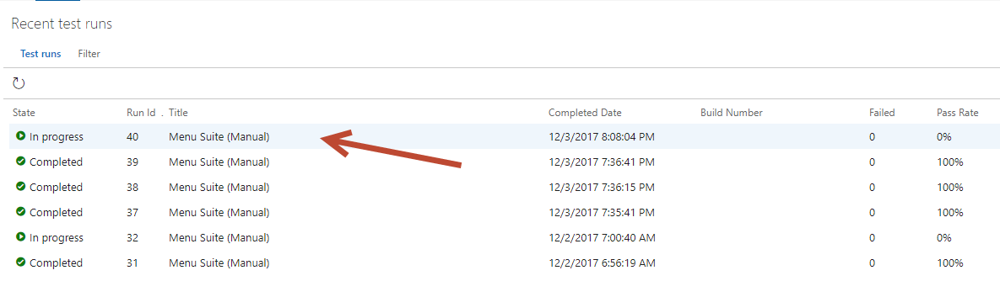 Recent test runs
Test runs Filter
State Run Id Title Completed Date Build Number Failed Pass Rate
In progress 40 Menu Suite (Manual) 12/3/2017 8:08:04 PM 0 0%
Completed 39 Menu Suite (Manual) 12/3/2017 7:36:41 PM 0 100%
Completed 38 Menu Suite (Manual) 12/3/2017 7:36:15 PM 0 100%
Completed 37 Menu Suite (Manual) 12/3/2017 7:35:41 PM 0 100%
In progress 32 Menu Suite (Manual) 12/2/2017 7:00:40 AM 0 0%
Completed 31 Menu Suite (Manual) 12/2/2017 6:56:19 AM 0 100%